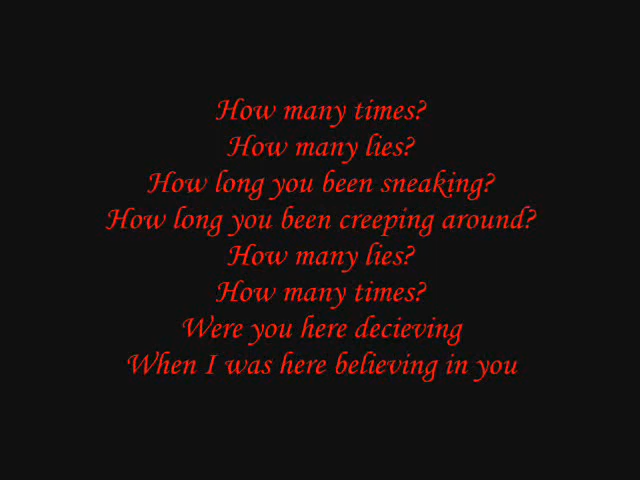 How many times?
How many lies?
How long you been sneaking?
How long you been creeping around?
How many lies?
How many times?
Were you here decieving
When I was here believing in you